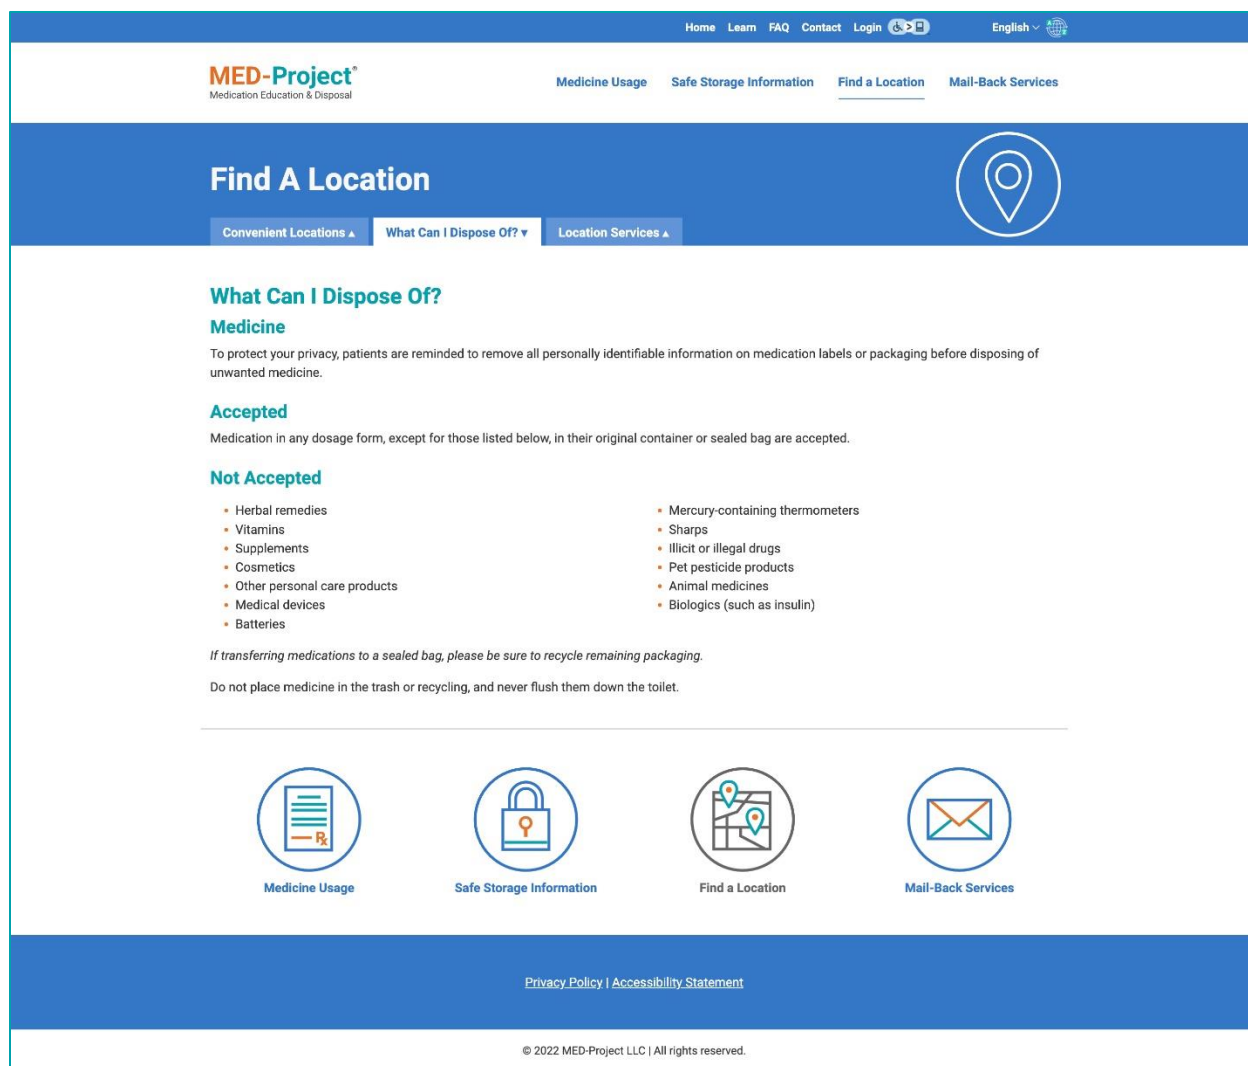 Home Learn FAQ Contact Login English
MED-Project®
Medication Education & Disposal
Medicine Usage Safe Storage Information Find a Location Mail-Back Services
Find A Location
Convenient Locations ▲ What Can I Dispose Of? ▼ Location Services ▲
What Can I Dispose Of?
Medicine
To protect your privacy, patients are reminded to remove all personally identifiable information on medication labels or packaging before disposing of
unwanted medicine.
Accepted
Medication in any dosage form, except for those listed below, in their original container or sealed bag are accepted.
Not Accepted
• Herbal remedies
• Vitamins
• Supplements
• Cosmetics
• Other personal care products
• Medical devices
• Batteries
• Mercury-containing thermometers
• Sharps
• Illicit or illegal drugs
• Pet pesticide products
• Animal medicines
• Biologics (such as insulin)
If transferring medications to a sealed bag, please be sure to recycle remaining packaging.
Do not place medicine in the trash or recycling, and never flush them down the toilet.
Rx
Medicine Usage Safe Storage Information Find a Location Mail-Back Services
Privacy Policy | Accessibility Statement
© 2022 MED-Project LLC | All rights reserved.